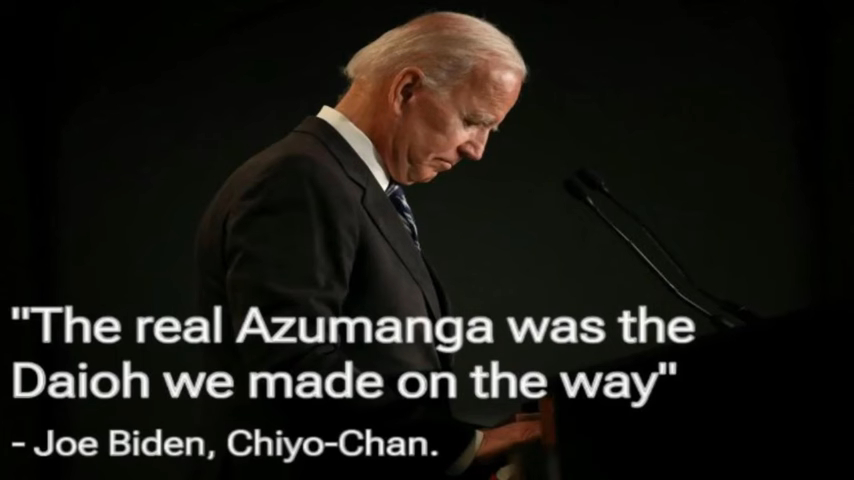 "The real Azumanga was the
Daioh we made on the way"
- Joe Biden, Chiyo-Chan.